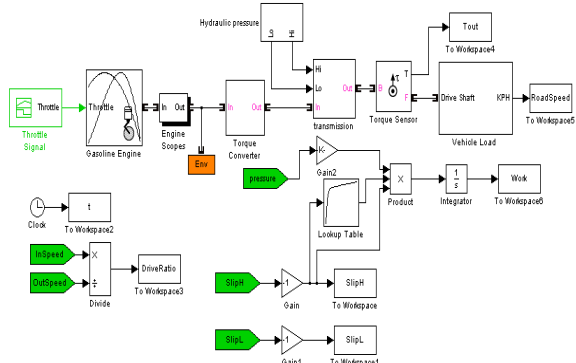 Hydraulic pressure
Lo
Hi
Tout
To Workspace4
Throttle
Throttle
Signal
Throttle
Gasoline Engine
In
Out
Engine
Scopes
Env
In
Out
Torque
Converter
Hi
Lo
In
Out
transmission
B
τ
T
F
Torque Sensor
Drive Shaft
KPH
Vehicle Load
RoadSpeed
To Workspace5
pressure
K-
Gain2
Lookup Table
X
Product
1
s
Integrator
Work
To Workspace6
Clock
t
To Workspace2
InSpeed
OutSpeed
X
÷
Divide
DriveRatio
To Workspace3
SlipH
-1
Gain
SlipH
To Workspace
SlipL
-1
Gain1
SlipL
To Workspace1